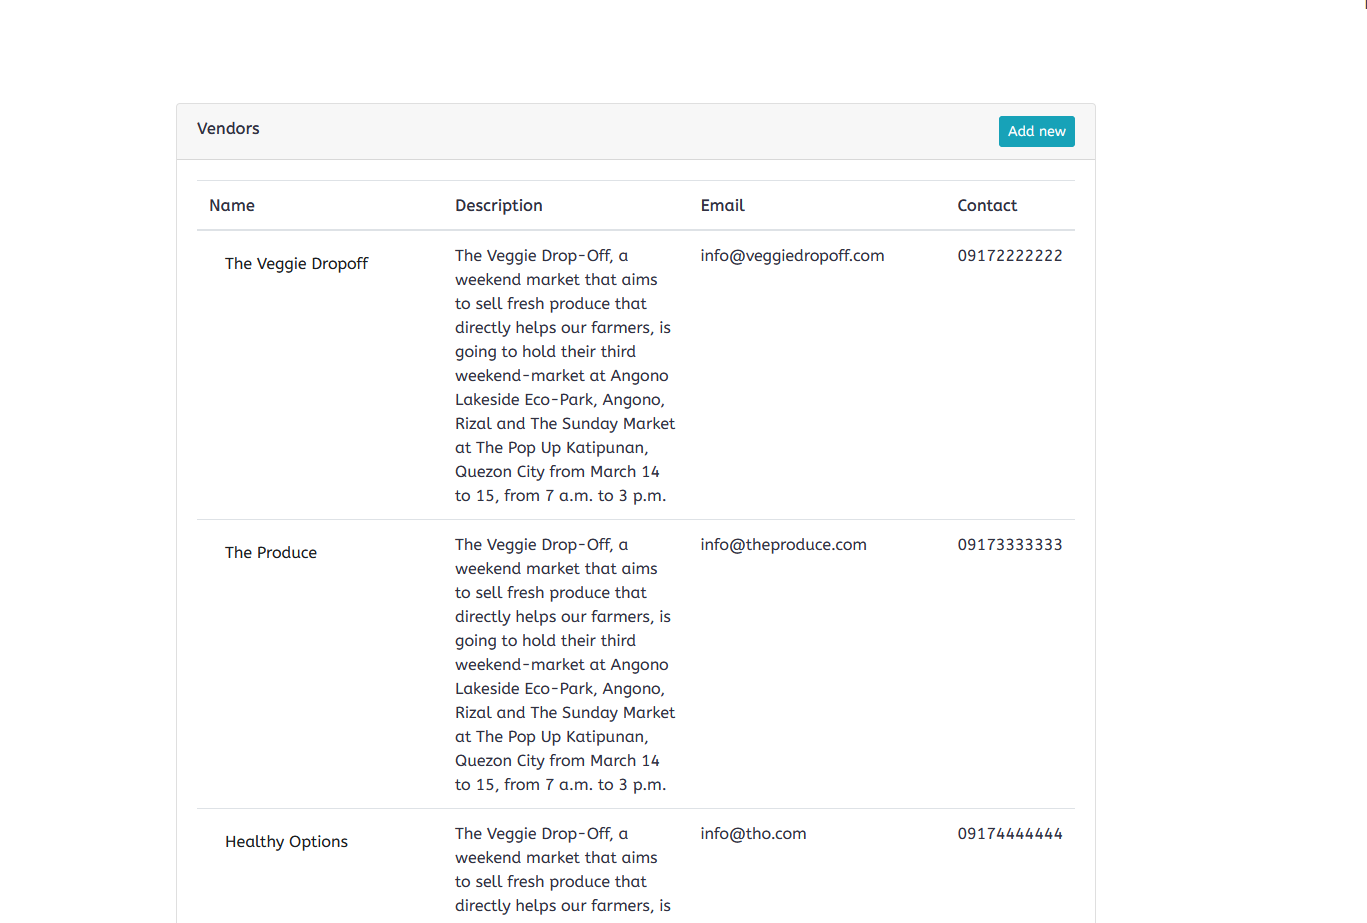 Vendors
Add new
Name Description Email Contact
The Veggie Dropoff
The Veggie Drop-Off, a
weekend market that aims
to sell fresh produce that
directly helps our farmers, is
going to hold their third
weekend-market at Angono
Lakeside Eco-Park, Angono,
Rizal and The Sunday Market
at The Pop Up Katipunan,
Quezon City from March 14
to 15, from 7 a.m. to 3 p.m.
info@veggiedropoff.com
09172222222
The Produce
The Veggie Drop-Off, a
weekend market that aims
to sell fresh produce that
directly helps our farmers, is
going to hold their third
weekend-market at Angono
Lakeside Eco-Park, Angono,
Rizal and The Sunday Market
at The Pop Up Katipunan,
Quezon City from March 14
to 15, from 7 a.m. to 3 p.m.
info@theproduce.com
09173333333
Healthy Options
The Veggie Drop-Off, a
weekend market that aims
to sell fresh produce that
directly helps our farmers, is
info@tho.com
09174444444